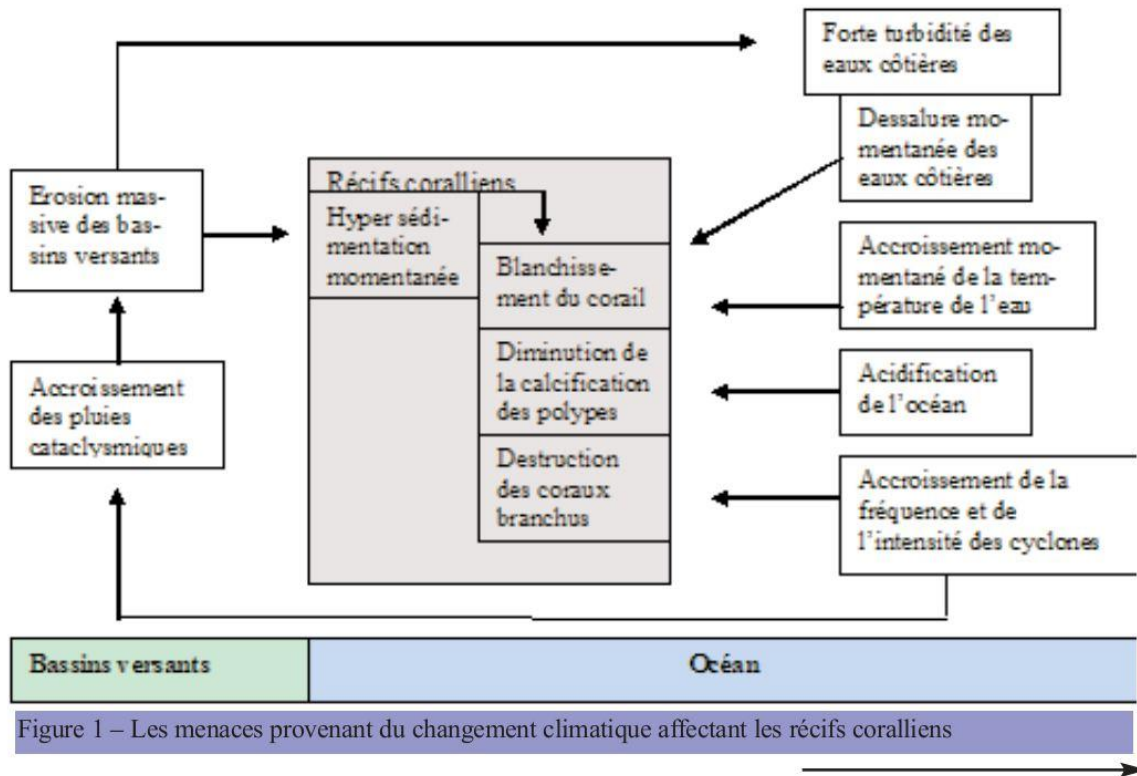 Forte turbidité des
eaux côtières
Dessalure mo-
mentanée des
eaux côtières
Erosion mas-
sive des bas-
sins versants
Récifs coralliens
Hyper sédi-
mentation
momentanée
Blanchisse-
ment du corail
Accroissement mo-
mentané de la tem-
pérature de l'eau
Accroissement
des pluies
cataclysmiques
Diminution de
la calcification
des polypes
Acidification
de l'océan
Destruction
des coraux
branchus
Accroissement de la
fréquence et de
l'intensité des cyclones
Bassins versants
Océan
Figure 1 – Les menaces provenant du changement climatique affectant les récifs coralliens